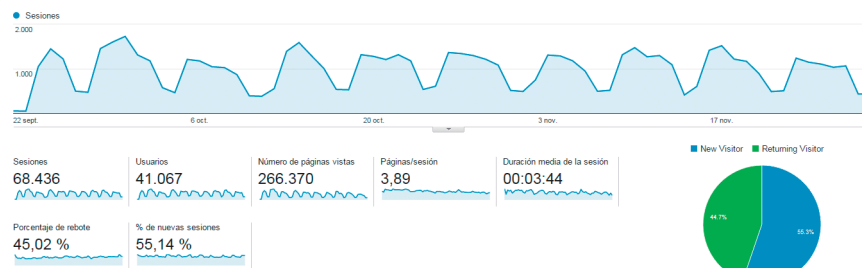 Sesiones
2.000
1.000
22 sept.
6 oct.
20 oct.
3 nov.
17 nov.
New Visitor
Returning Visitor
Sesiones
68.436
Usuarios
41.067
Número de páginas vistas
266.370
Páginas/sesión
3,89
Duración media de la sesión
00:03:44
Porcentaje de rebote
45,02 %
% de nuevas sesiones
55,14 %
44.7%
55.3%